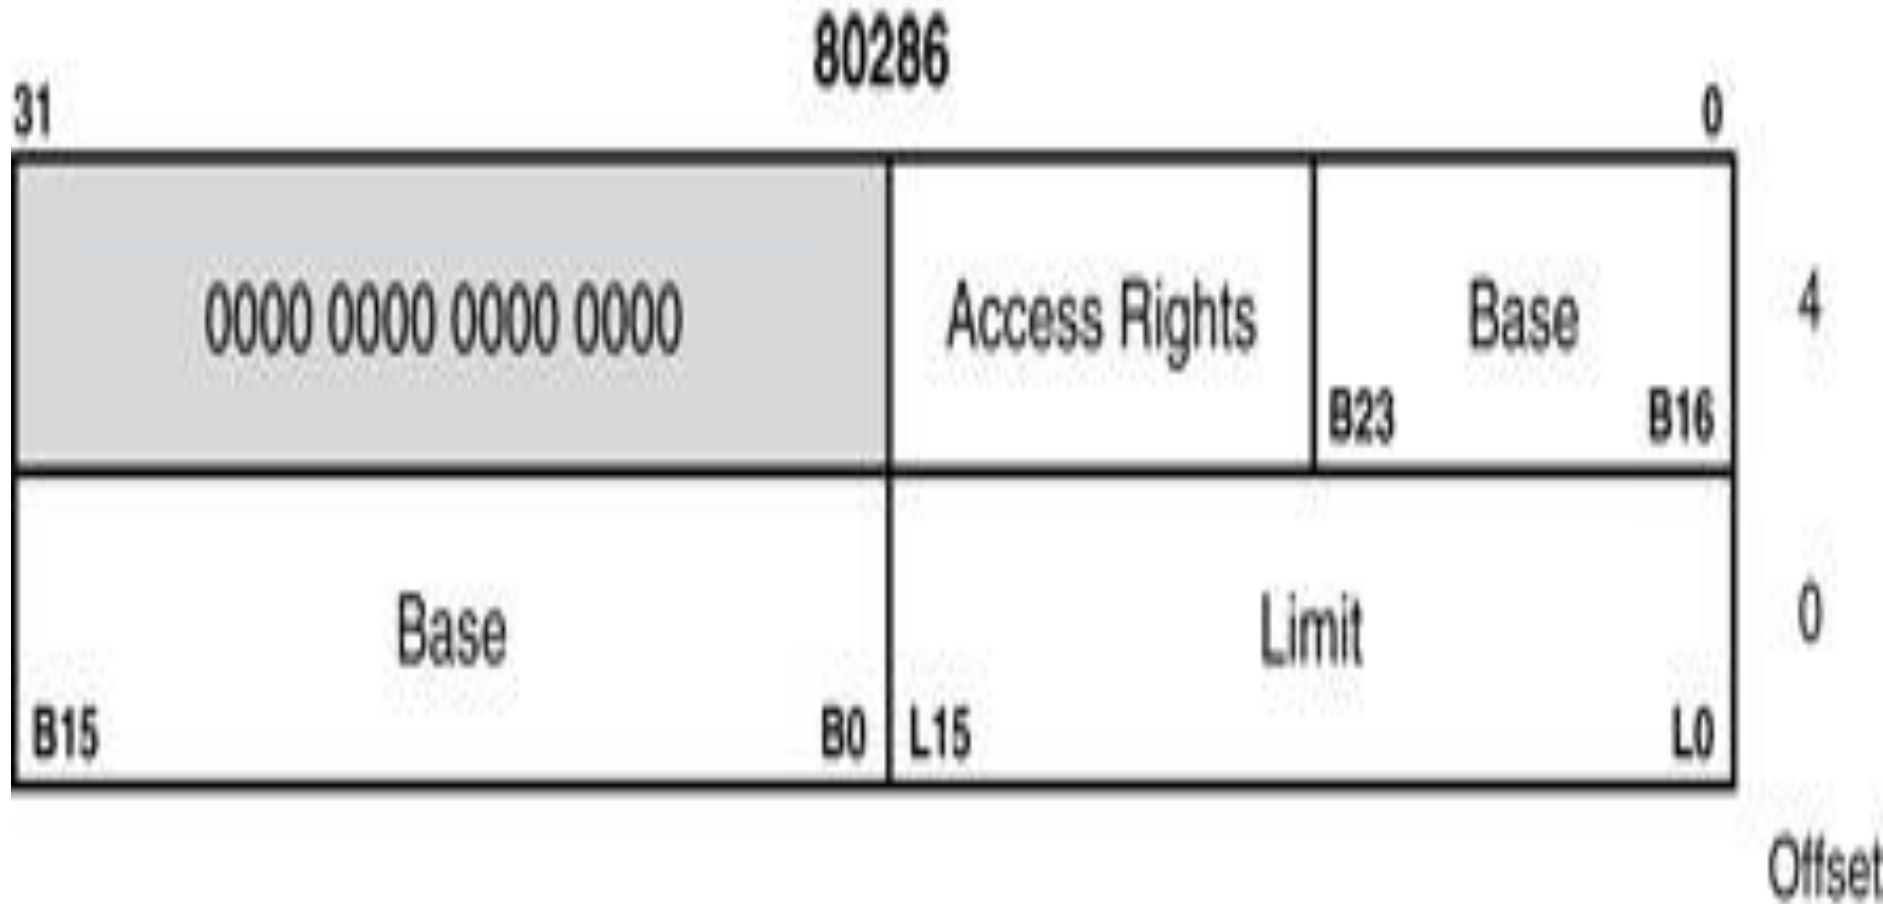 80286
31 0
0000 0000 0000 0000 Access Rights Base 4
B23 B16
Base Limit 0
B15 B0 L15 L0
Offset